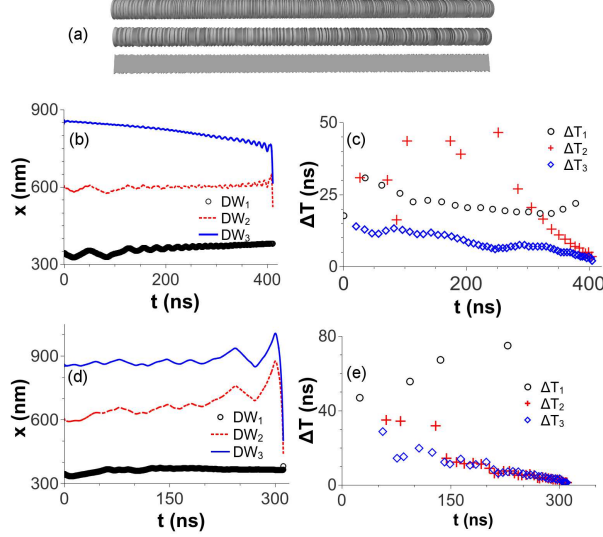 (a)
(b)
x (nm)
900
600
300
0
200
400
t (ns)
DW1
DW2
DW3
(c)
ΔT (ns)
50
25
0
0
200
400
t (ns)
ΔT1
ΔT2
ΔT3
(d)
x (nm)
900
600
300
0
150
300
t (ns)
DW1
DW2
DW3
(e)
ΔT (ns)
80
40
0
0
150
300
t (ns)
ΔT1
ΔT2
ΔT3